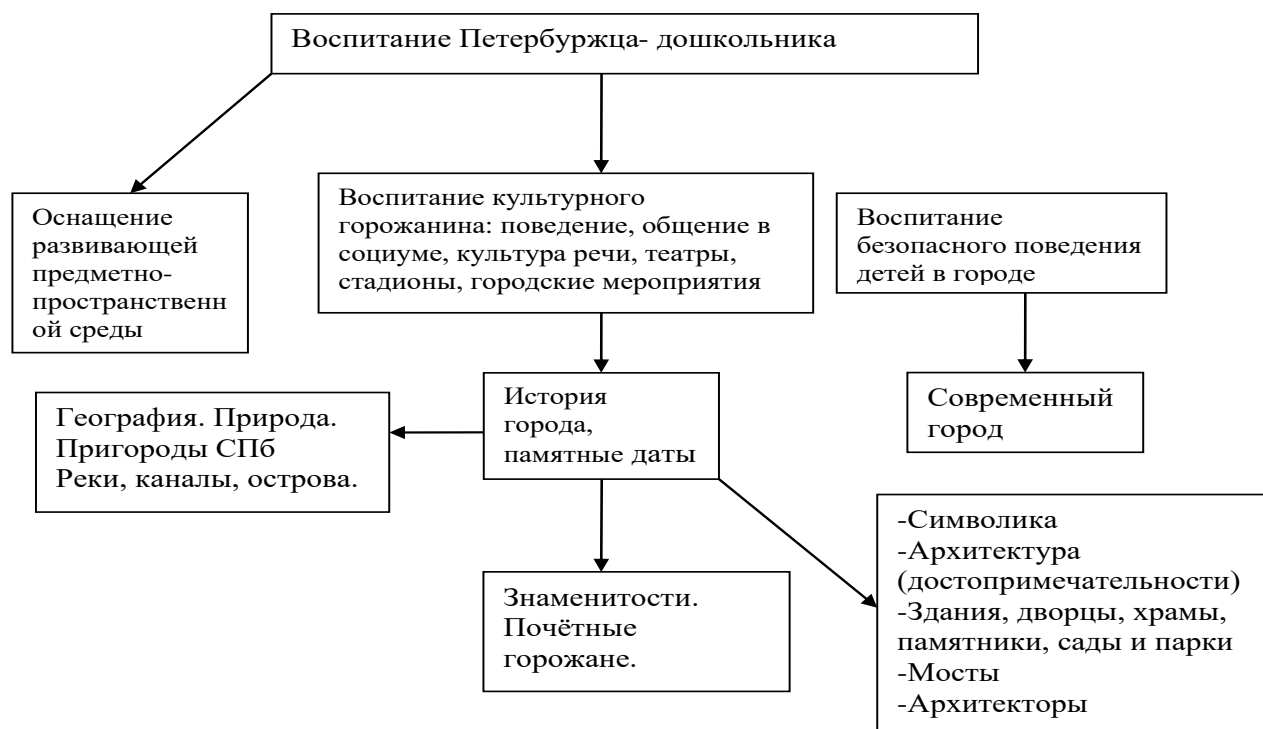 Воспитание Петербуржца- дошкольника
Оснащение
развивающей
предметно-
пространственн
ой среды
Воспитание культурного
горожанина: поведение, общение в
социуме, культура речи, театры,
стадионы, городские мероприятия
Воспитание
безопасного поведения
детей в городе
География. Природа.
Пригороды СПб
Реки, каналы, острова.
История
города,
памятные даты
Современный
город
Знаменитости.
Почётные
горожане.
-Символика
-Архитектура
(достопримечательности)
-Здания, дворцы, храмы,
памятники, сады и парки
-Мосты
-Архитекторы